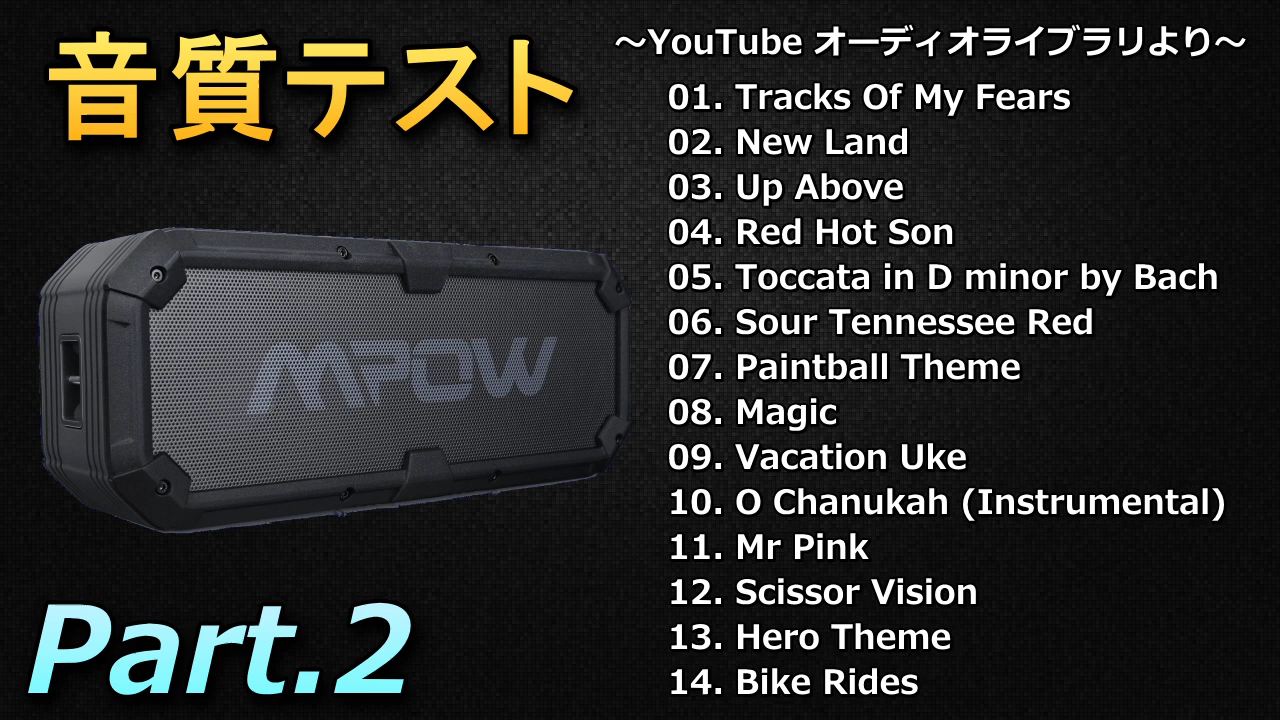 音質テスト
～YouTube オーディオライブラリより～
01. Tracks Of My Fears
02. New Land
03. Up Above
04. Red Hot Son
05. Toccata in D minor by Bach
06. Sour Tennessee Red
07. Paintball Theme
08. Magic
09. Vacation Uke
10. O Chanukah (Instrumental)
11. Mr Pink
12. Scissor Vision
13. Hero Theme
14. Bike Rides
MPOW
Part.2